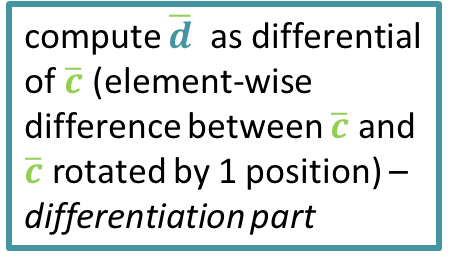 compute d̅ as differential
of c̅ (element-wise
difference between c̅ and
c̅ rotated by 1 position) –
differentiation part